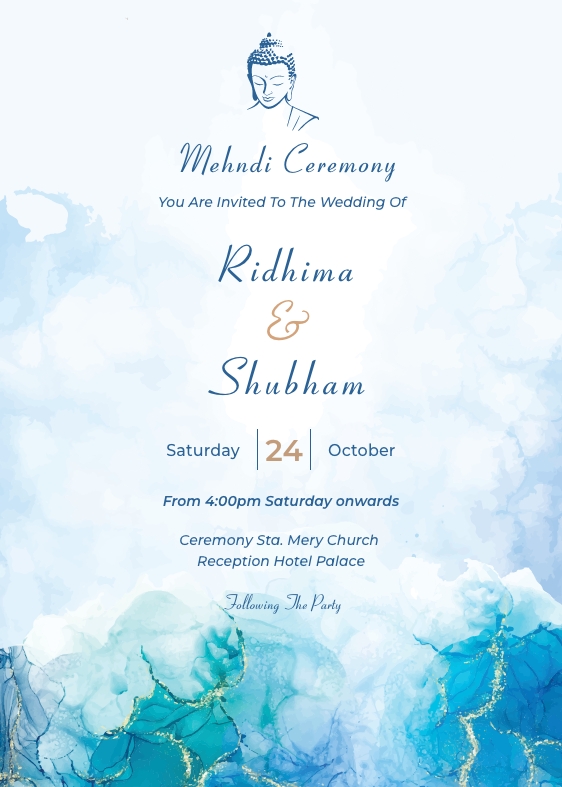 Mehndi Ceremony
You Are Invited To The Wedding Of
Ridhima
&
Shubham
Saturday 24 October
From 4:00pm Saturday onwards
Ceremony Sta. Mery Church
Reception Hotel Palace
Following The Party